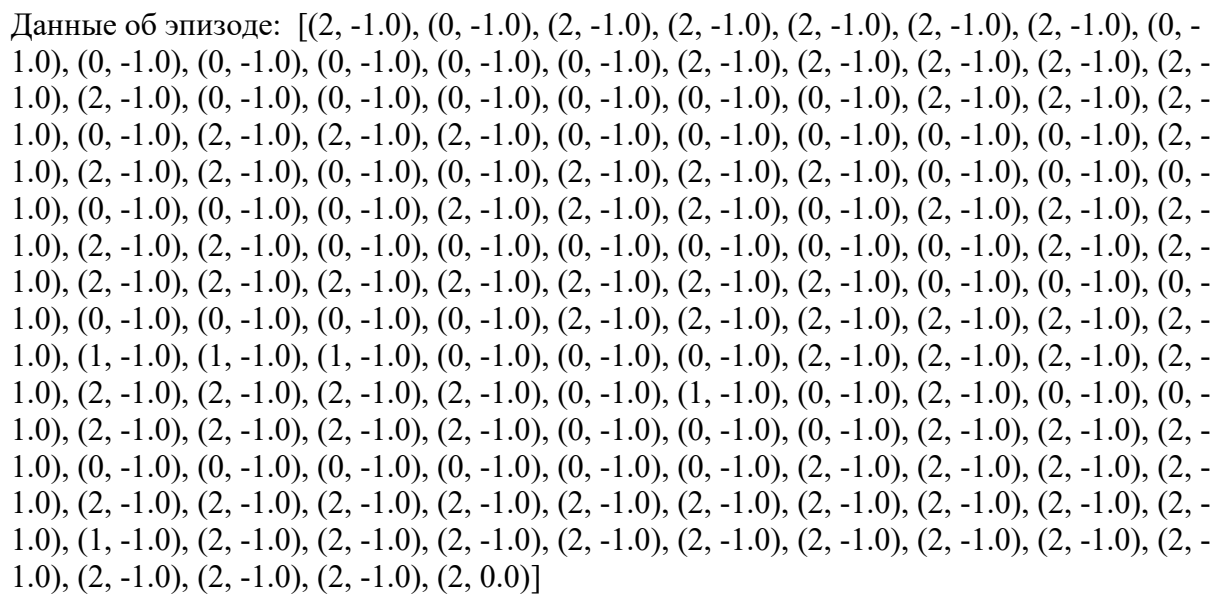 Данные об эпизоде:  [(2, -1.0), (0, -1.0), (2, -1.0), (2, -1.0), (2, -1.0), (2, -1.0), (2, -1.0), (0, -
1.0), (0, -1.0), (0, -1.0), (0, -1.0), (0, -1.0), (0, -1.0), (2, -1.0), (2, -1.0), (2, -1.0), (2, -1.0), (2, -
1.0), (2, -1.0), (0, -1.0), (0, -1.0), (0, -1.0), (0, -1.0), (0, -1.0), (0, -1.0), (2, -1.0), (2, -1.0), (2, -
1.0), (0, -1.0), (2, -1.0), (2, -1.0), (2, -1.0), (0, -1.0), (0, -1.0), (0, -1.0), (0, -1.0), (0, -1.0), (2, -
1.0), (2, -1.0), (2, -1.0), (0, -1.0), (0, -1.0), (2, -1.0), (2, -1.0), (2, -1.0), (0, -1.0), (0, -1.0), (0, -
1.0), (0, -1.0), (0, -1.0), (0, -1.0), (2, -1.0), (2, -1.0), (2, -1.0), (0, -1.0), (2, -1.0), (2, -1.0), (2, -
1.0), (2, -1.0), (2, -1.0), (0, -1.0), (0, -1.0), (0, -1.0), (0, -1.0), (0, -1.0), (0, -1.0), (2, -1.0), (2, -
1.0), (2, -1.0), (2, -1.0), (2, -1.0), (2, -1.0), (2, -1.0), (2, -1.0), (2, -1.0), (0, -1.0), (0, -1.0), (0, -
1.0), (0, -1.0), (0, -1.0), (0, -1.0), (0, -1.0), (2, -1.0), (2, -1.0), (2, -1.0), (2, -1.0), (2, -1.0), (2, -
1.0), (1, -1.0), (1, -1.0), (1, -1.0), (0, -1.0), (0, -1.0), (0, -1.0), (2, -1.0), (2, -1.0), (2, -1.0), (2, -
1.0), (2, -1.0), (2, -1.0), (2, -1.0), (2, -1.0), (0, -1.0), (1, -1.0), (0, -1.0), (2, -1.0), (0, -1.0), (0, -
1.0), (2, -1.0), (2, -1.0), (2, -1.0), (2, -1.0), (0, -1.0), (0, -1.0), (0, -1.0), (2, -1.0), (2, -1.0), (2, -
1.0), (0, -1.0), (0, -1.0), (0, -1.0), (0, -1.0), (0, -1.0), (0, -1.0), (2, -1.0), (2, -1.0), (2, -1.0), (2, -
1.0), (2, -1.0), (2, -1.0), (2, -1.0), (2, -1.0), (2, -1.0), (2, -1.0), (2, -1.0), (2, -1.0), (2, -1.0), (2, -
1.0), (1, -1.0), (2, -1.0), (2, -1.0), (2, -1.0), (2, -1.0), (2, -1.0), (2, -1.0), (2, -1.0), (2, -1.0), (2, -
1.0), (2, -1.0), (2, -1.0), (2, -1.0), (2, 0.0)]